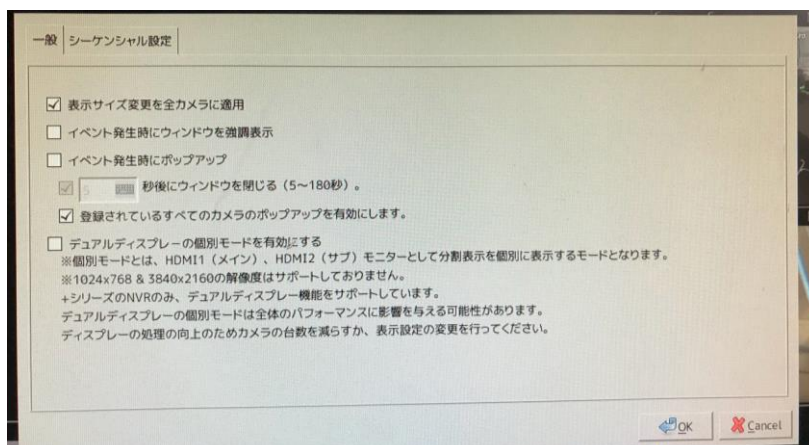 一般 シーケンシャル設定
表示サイズ変更を全カメラに適用
イベント発生時にウィンドウを強調表示
イベント発生時にポップアップ
5 秒後にウィンドウを閉じる（5～180秒）。
登録されているすべてのカメラのポップアップを有効にします。
デュアルディスプレーの個別モードを有効にする
※個別モードとは、HDMI1（メイン）、HDMI2（サブ）モニターとして分割表示を個別に表示するモードとなります。
※1024x768 & 3840x2160の解像度はサポートしておりません。
+シリーズのNVRのみ、デュアルディスプレー機能をサポートしています。
デュアルディスプレーの個別モードは全体のパフォーマンスに影響を与える可能性があります。
ディスプレーの処理の向上のためカメラの台数を減らすか、表示設定の変更を行ってください。
OK Cancel